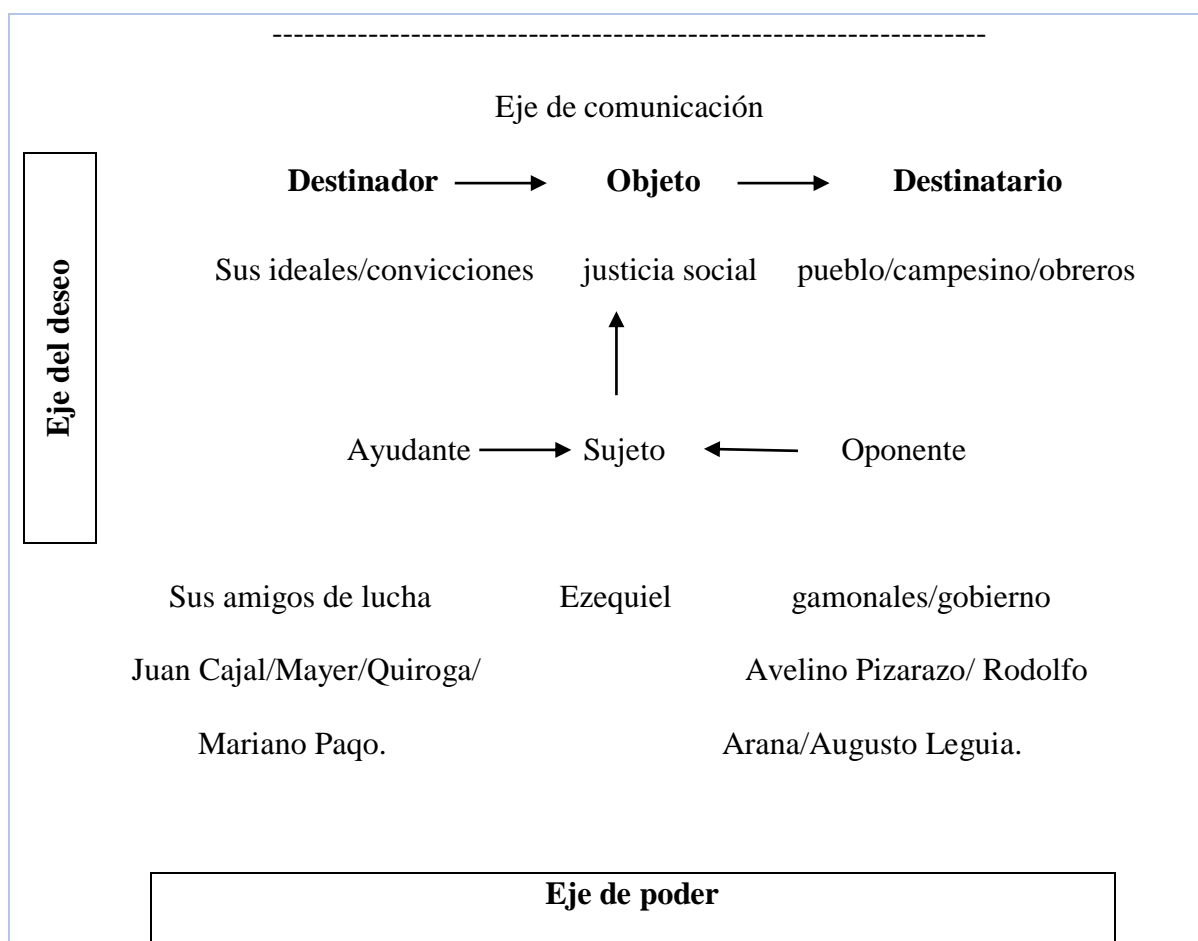 -------------------------------------------------------------------
Eje de comunicación
Destinador Objeto Destinatario
Eje del deseo
Sus ideales/convicciones justicia social pueblo/campesino/obreros
Ayudante Sujeto Oponente
Sus amigos de lucha Ezequiel gamonales/gobierno
Juan Cajal/Mayer/Quiroga/ Avelino Pizarazo/ Rodolfo
Mariano Paqo. Arana/Augusto Leguia.
Eje de poder